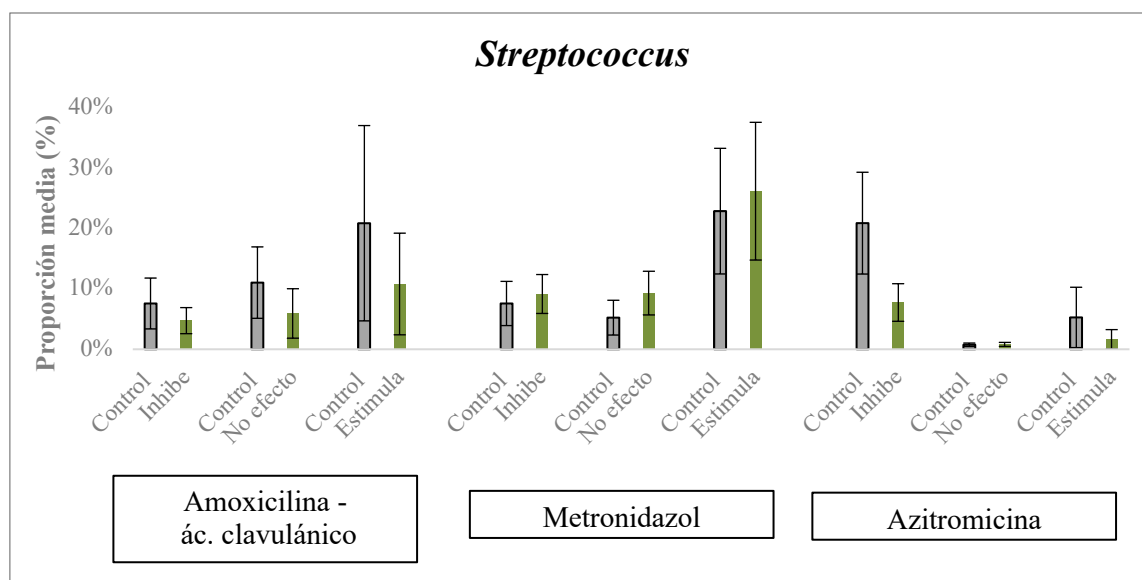 Streptococcus
Proporción media (%)
40%
30%
20%
10%
0%
Control
Inhibe
Control
No efecto
Control
Estimula
Control
Inhibe
Control
No efecto
Control
Estimula
Control
Inhibe
Control
No efecto
Control
Estimula
Amoxicilina -
ác. clavulánico
Metronidazol
Azitromicina